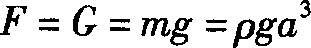 F = G = mg = ρga³